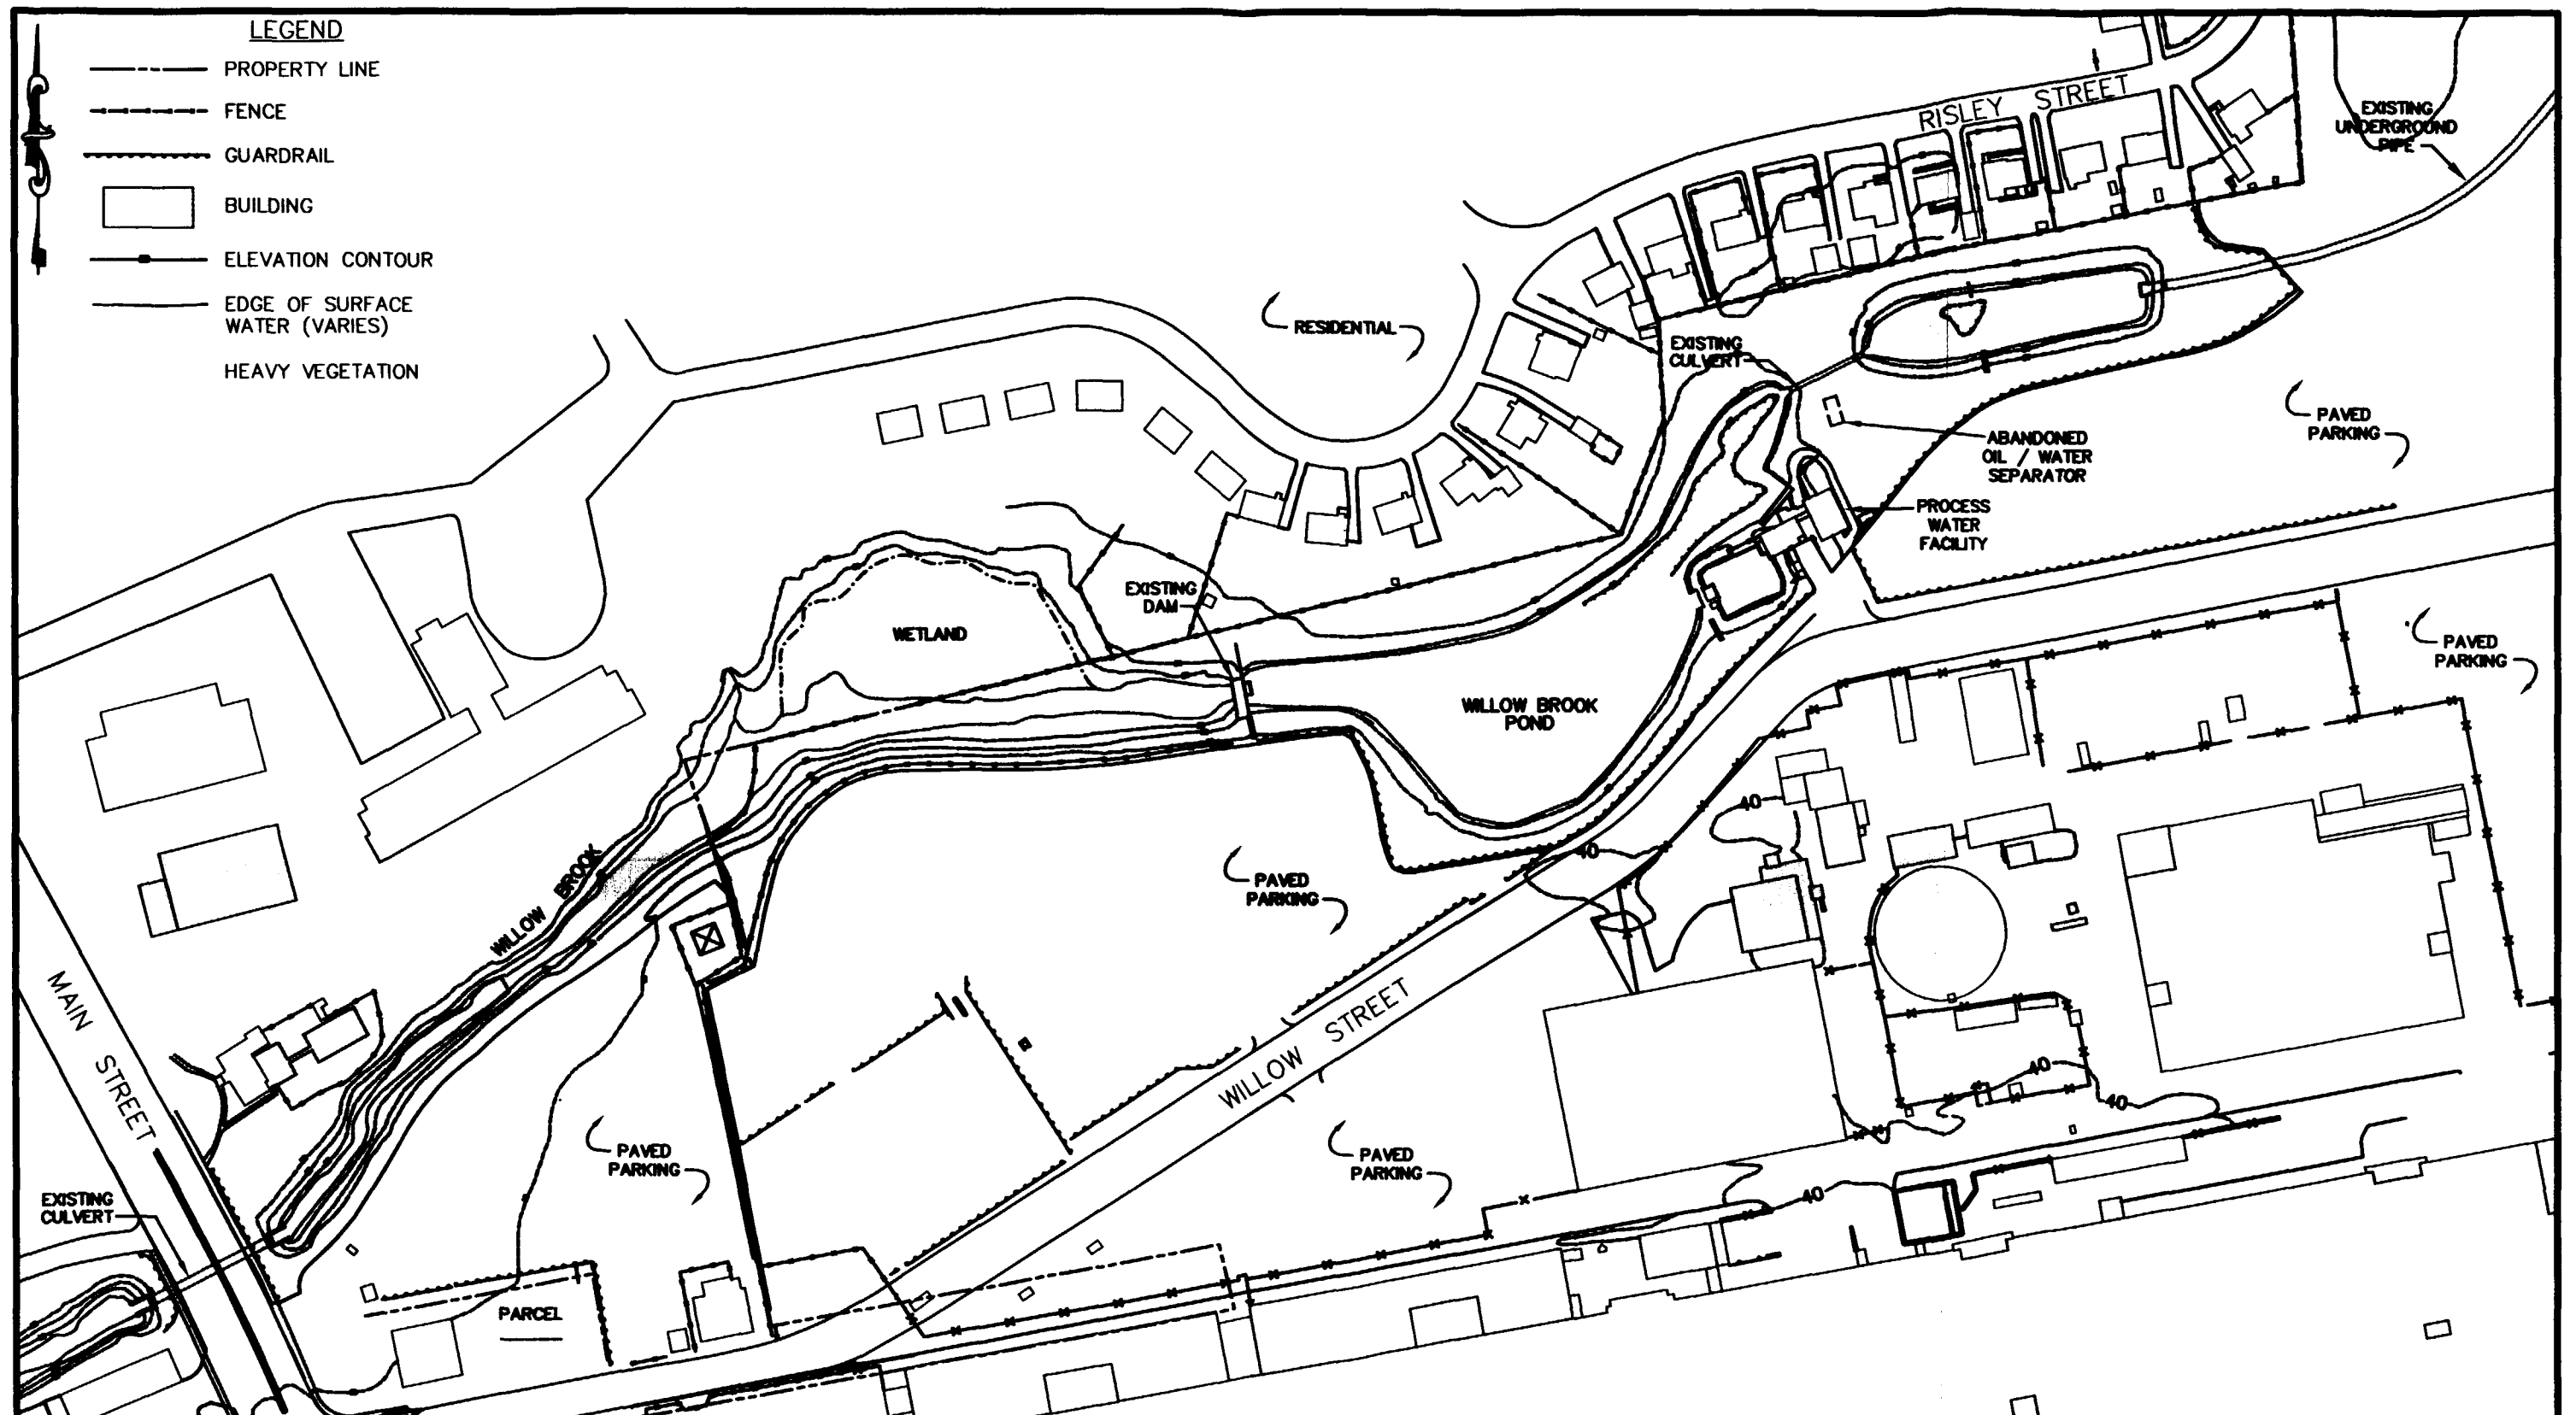 LEGEND
PROPERTY LINE
FENCE
GUARDRAIL
BUILDING
ELEVATION CONTOUR
EDGE OF SURFACE
WATER (VARIES)
HEAVY VEGETATION
RISLEY STREET
EXISTING
UNDERGROUND
PIPE
RESIDENTIAL
EXISTING
CULVERT
PAVED
PARKING
ABANDONED
OIL / WATER
SEPARATOR
PROCESS
WATER
FACILITY
EXISTING
DAM
WETLAND
PAVED
PARKING
WILLOW BROOK
POND
40
40
WILLOW BROOK
PAVED
PARKING
MAIN STREET
WILLOW STREET
40
40
PAVED
PARKING
PAVED
PARKING
40
EXISTING
CULVERT
PARCEL